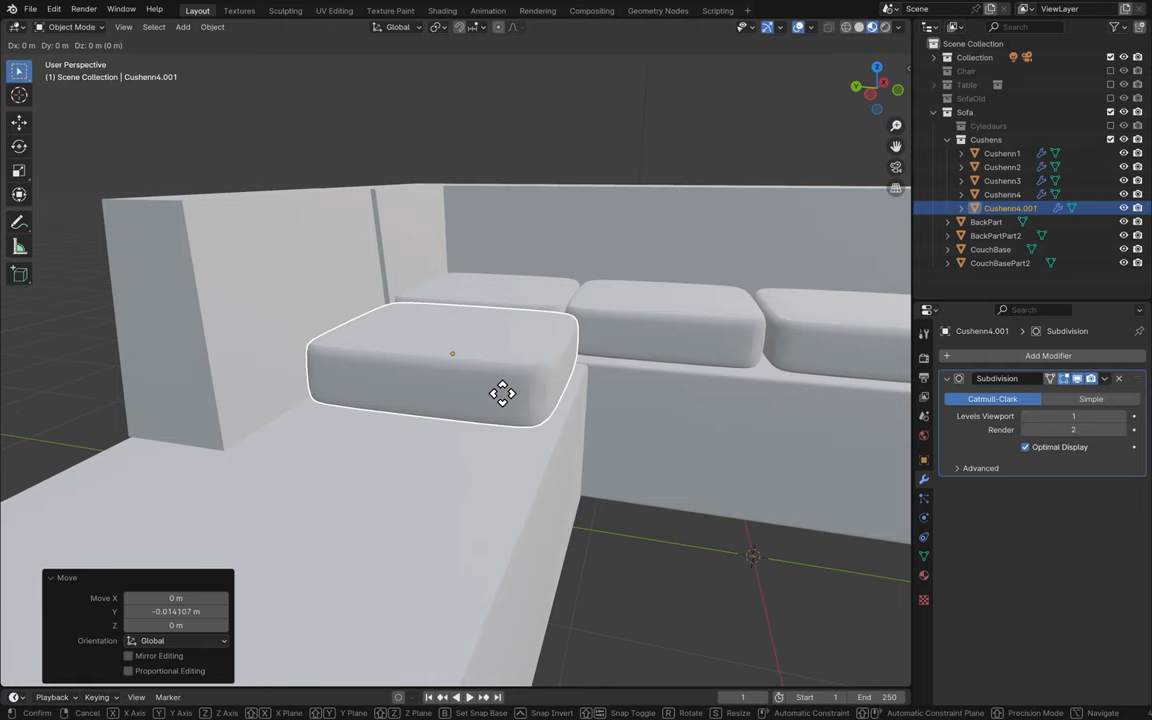 File Edit Render Window Help Layout Textures Sculpting UV Editing Texture Paint Shading Animation Rendering Compositing Geometry Nodes Scripting Scene ViewLayer
Object Mode View Select Add Object Global Search
Dx: 0 m Dy: 0 m Dz: 0 m (0 m)
User Perspective
(1) Scene Collection | Cushenn4.001
Z
X
Y
Scene Collection
Collection
Chair
Table
SofaOld
Sofa
Cyledaurs
Cushens
Cushenn1
Cushenn2
Cushenn3
Cushenn4
Cushenn4.001
BackPart
BackPartPart2
CouchBase
CouchBasePart2
Search
Cushenn4.001 Subdivision
Add Modifier
Subdivision
Catmull-Clark Simple
Levels Viewport 1
Render 2
Optimal Display
Advanced
Move
Move X 0 m
Y -0.014107 m
Z 0 m
Orientation Global
Mirror Editing
Proportional Editing
Playback Keying View Marker 1 Start 1 End 250
Confirm Cancel X X Axis Y Y Axis Z Z Axis X X Plane Y Y Plane Z Z Plane B Set Snap Base Snap Invert Snap Toggle R Rotate S Resize Automatic Constraint Automatic Constraint Plane Precision Mode Navigate